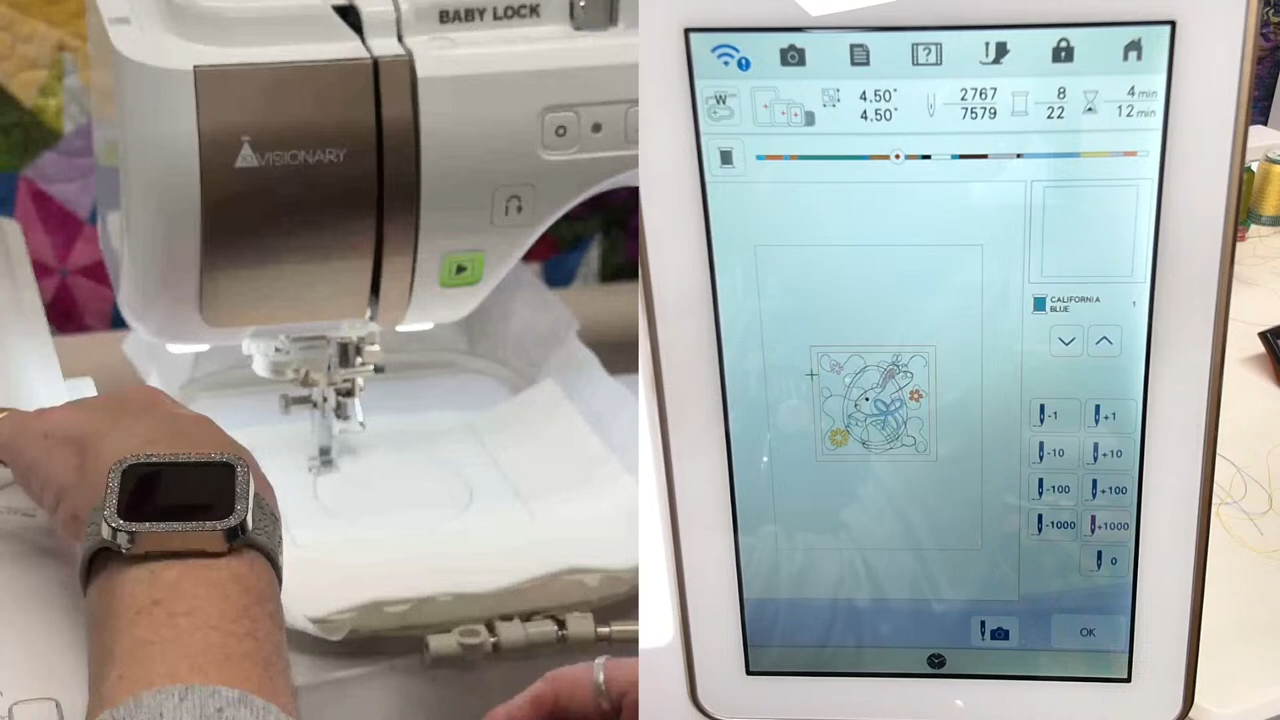 BABY LOCK
VISIONARY
W
4.50"
4.50"
2767
7579
8
22
4 min
12 min
CALIFORNIA
BLUE
1
-1
+1
-10
+10
-100
+100
-1000
+1000
0
OK